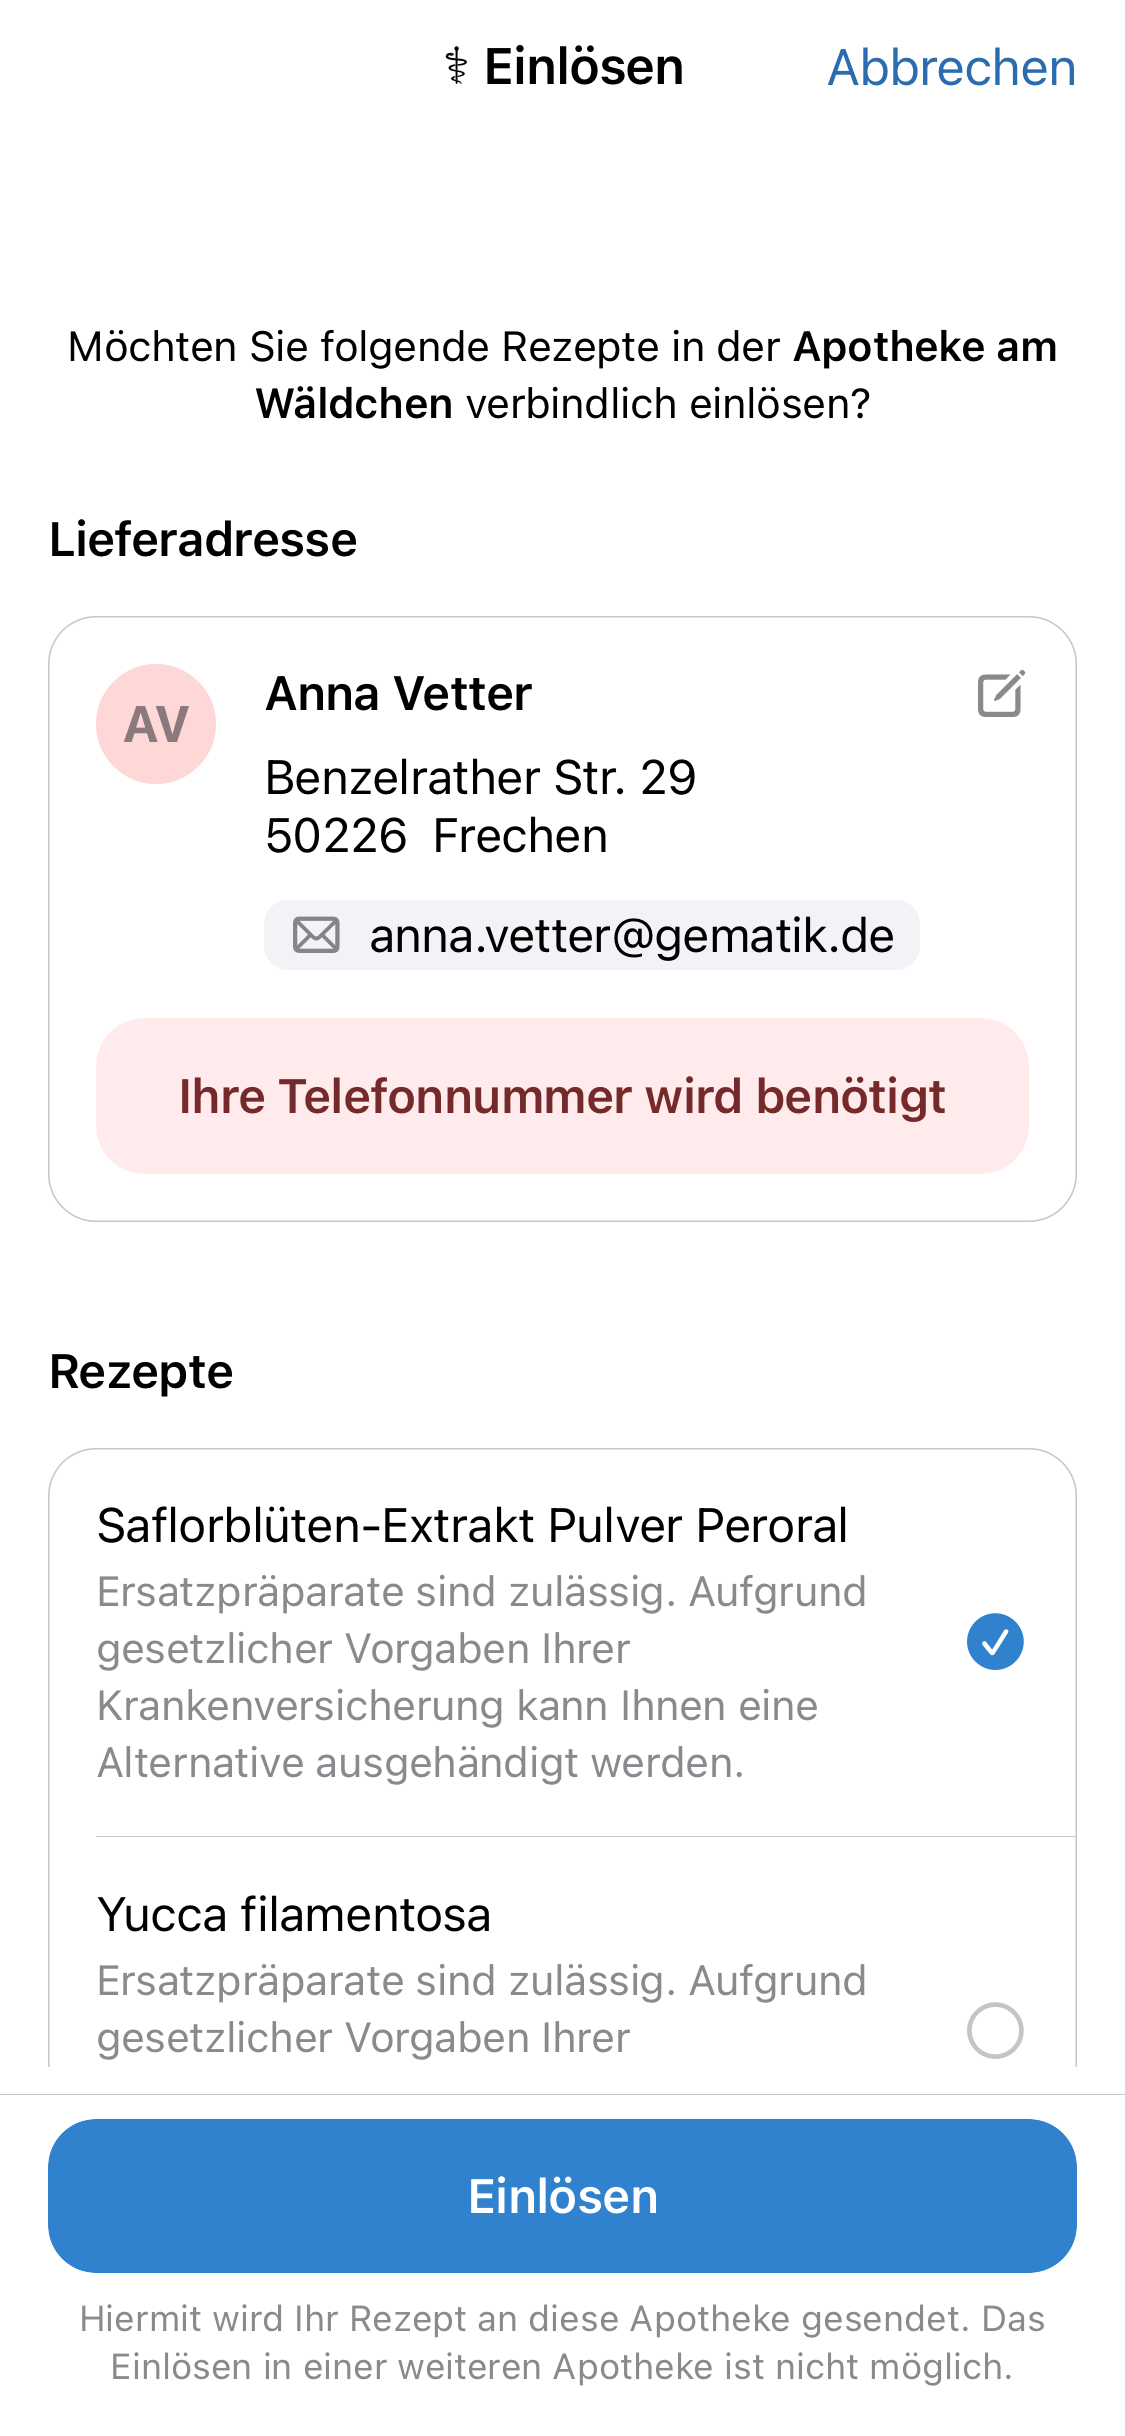 ⚕ Einlösen
Abbrechen
Möchten Sie folgende Rezepte in der Apotheke am
Wäldchen verbindlich einlösen?
Lieferadresse
AV
Anna Vetter
Benzelrather Str. 29
50226 Frechen
anna.vetter@gematik.de
Ihre Telefonnummer wird benötigt
Rezepte
Saflorblüten-Extrakt Pulver Peroral
Ersatzpräparate sind zulässig. Aufgrund
gesetzlicher Vorgaben Ihrer
Krankenversicherung kann Ihnen eine
Alternative ausgehändigt werden.
Yucca filamentosa
Ersatzpräparate sind zulässig. Aufgrund
gesetzlicher Vorgaben Ihrer
Einlösen
Hiermit wird Ihr Rezept an diese Apotheke gesendet. Das
Einlösen in einer weiteren Apotheke ist nicht möglich.